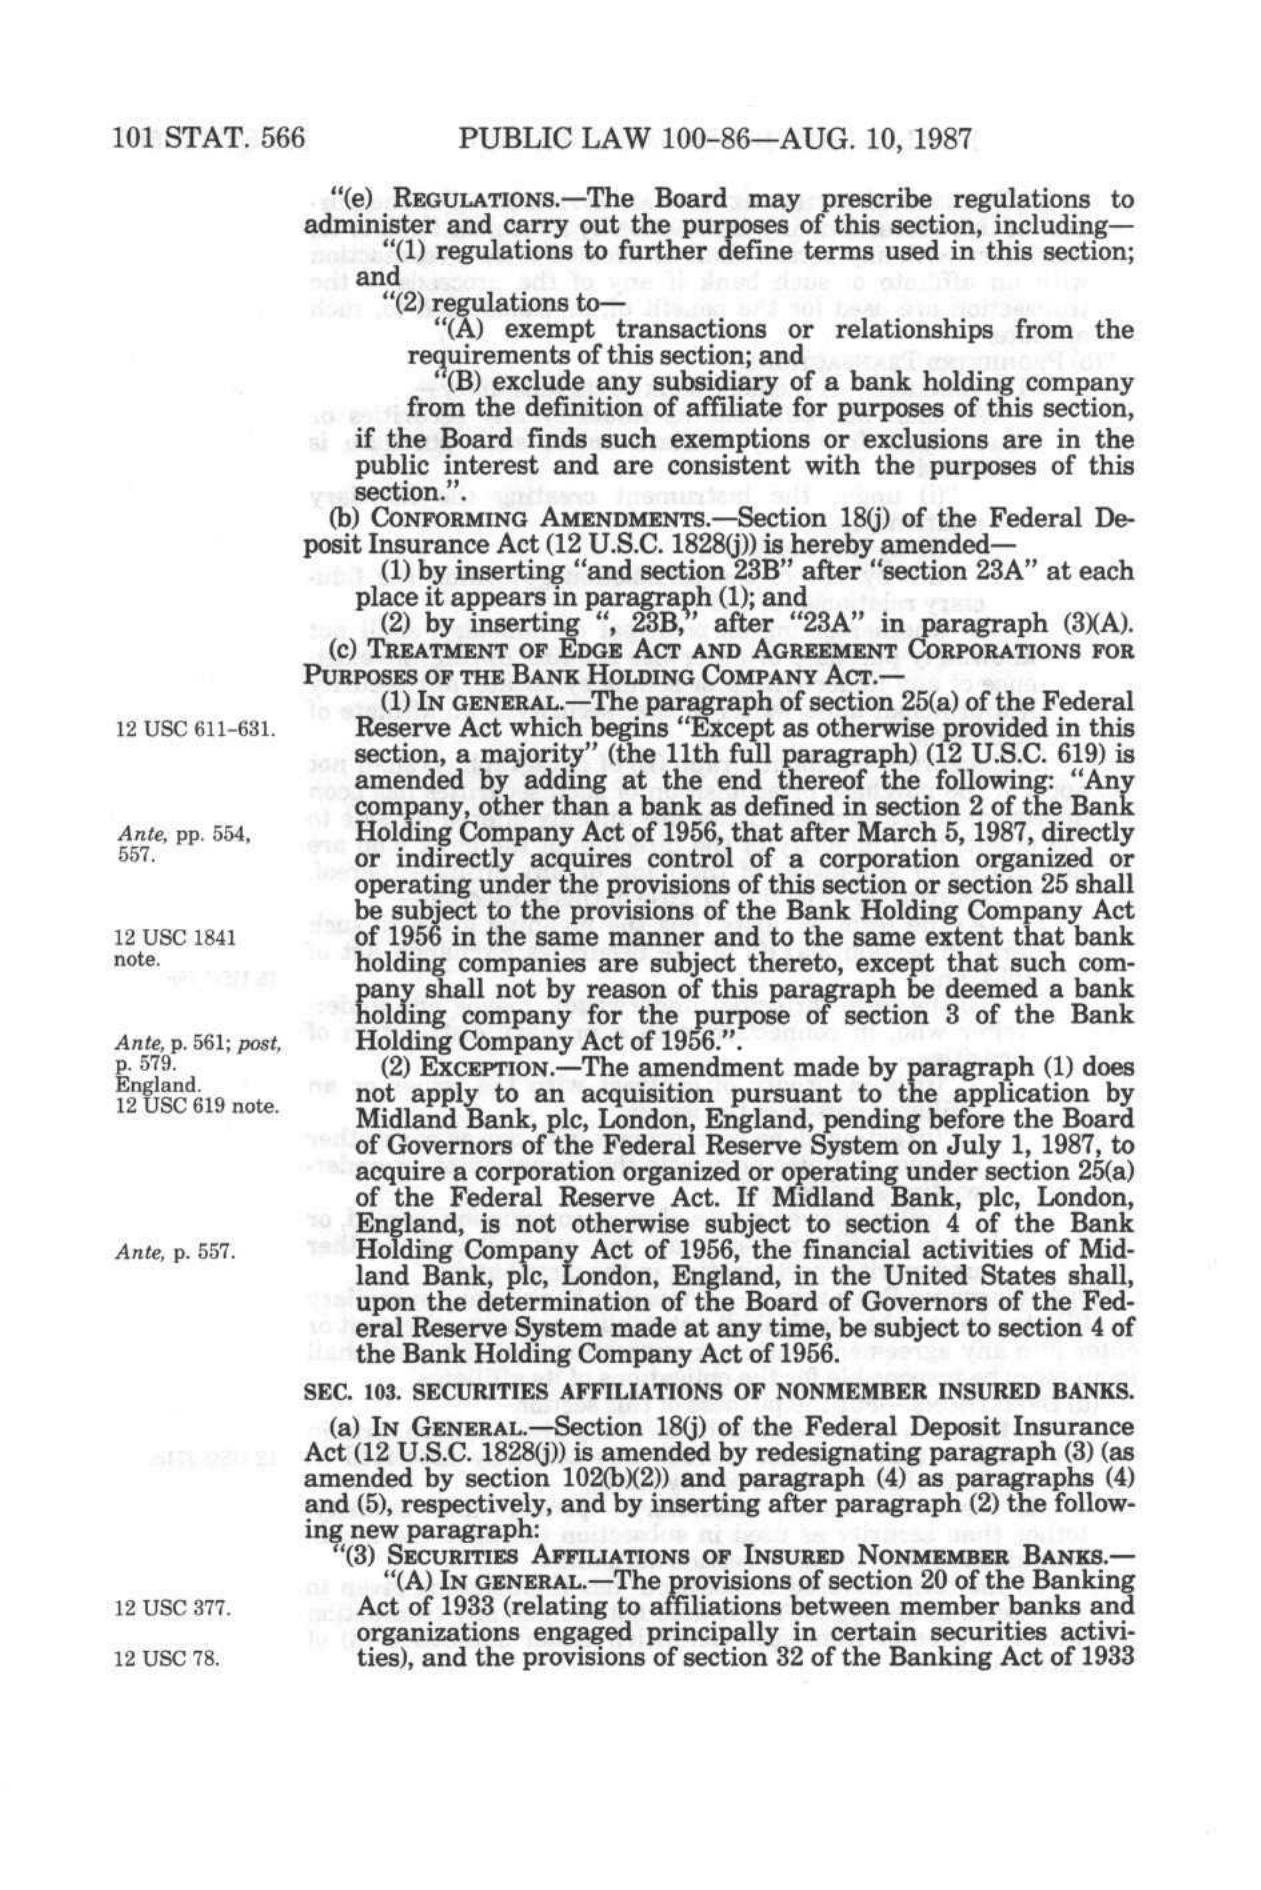 101 STAT. 566 PUBLIC LAW 100-86—AUG. 10, 1987
"(e) REGULATIONS.—The Board may prescribe regulations to
administer and carry out the purposes of this section, including—
"(1) regulations to further define terms used in this section;
and
"(2) regulations to—
"(A) exempt transactions or relationships from the
requirements of this section; and
"(B) exclude any subsidiary of a bank holding company
from the definition of affiliate for purposes of this section,
if the Board finds such exemptions or exclusions are in the
public interest and are consistent with the purposes of this
section.".
(b) CONFORMING AMENDMENTS.—Section 18(j) of the Federal De-
posit Insurance Act (12 U.S.C. 1828(j)) is hereby amended—
(1) by inserting "and section 23B" after "section 23A" at each
place it appears in paragraph (1); and
(2) by inserting ", 23B," after "23A" in paragraph (3)(A).
(c) TREATMENT OF EDGE ACT AND AGREEMENT CORPORATIONS FOR
PURPOSES OF THE BANK HOLDING COMPANY ACT.—
(1) IN GENERAL.—The paragraph of section 25(a) of the Federal
12 USC 611-631. Reserve Act which begins "Except as otherwise provided in this
section, a majority" (the 11th full paragraph) (12 U.S.C. 619) is
amended by adding at the end thereof the following: "Any
company, other than a bank as defined in section 2 of the Bank
Ante, pp. 554, Holding Company Act of 1956, that after March 5, 1987, directly
557. or indirectly acquires control of a corporation organized or
operating under the provisions of this section or section 25 shall
be subject to the provisions of the Bank Holding Company Act
12 USC 1841 of 1956 in the same manner and to the same extent that bank
note. holding companies are subject thereto, except that such com-
pany shall not by reason of this paragraph be deemed a bank
holding company for the purpose of section 3 of the Bank
Ante, p. 561; post, Holding Company Act of 1956.".
p. 579. (2) EXCEPTION.—The amendment made by paragraph (1) does
England. not apply to an acquisition pursuant to the application by
12 USC 619 note. Midland Bank, plc, London, England, pending before the Board
of Governors of the Federal Reserve System on July 1, 1987, to
acquire a corporation organized or operating under section 25(a)
of the Federal Reserve Act. If Midland Bank, plc, London,
England, is not otherwise subject to section 4 of the Bank
Ante, p. 557. Holding Company Act of 1956, the financial activities of Mid-
land Bank, plc, London, England, in the United States shall,
upon the determination of the Board of Governors of the Fed-
eral Reserve System made at any time, be subject to section 4 of
the Bank Holding Company Act of 1956.
SEC. 103. SECURITIES AFFILIATIONS OF NONMEMBER INSURED BANKS.
(a) IN GENERAL.—Section 18(j) of the Federal Deposit Insurance
Act (12 U.S.C. 1828(j)) is amended by redesignating paragraph (3) (as
amended by section 102(b)(2)) and paragraph (4) as paragraphs (4)
and (5), respectively, and by inserting after paragraph (2) the follow-
ing new paragraph:
"(3) SECURITIES AFFILIATIONS OF INSURED NONMEMBER BANKS.—
"(A) IN GENERAL.—The provisions of section 20 of the Banking
12 USC 377. Act of 1933 (relating to affiliations between member banks and
organizations engaged principally in certain securities activi-
12 USC 78. ties), and the provisions of section 32 of the Banking Act of 1933